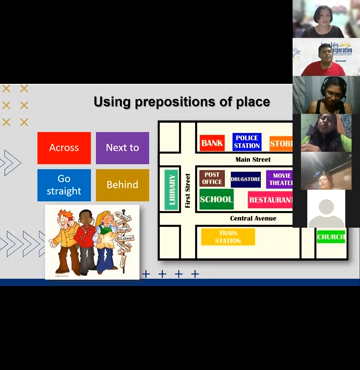 Using prepositions of place
Across
Next to
Go
straight
Behind
BANK
POLICE
STATION
STORE
Main Street
LIBRARY
First Street
POST
OFFICE
DRUGSTORE
MOVIE
THEATER
SCHOOL
RESTAURANT
Central Avenue
TRAIN
STATION
CHURCH